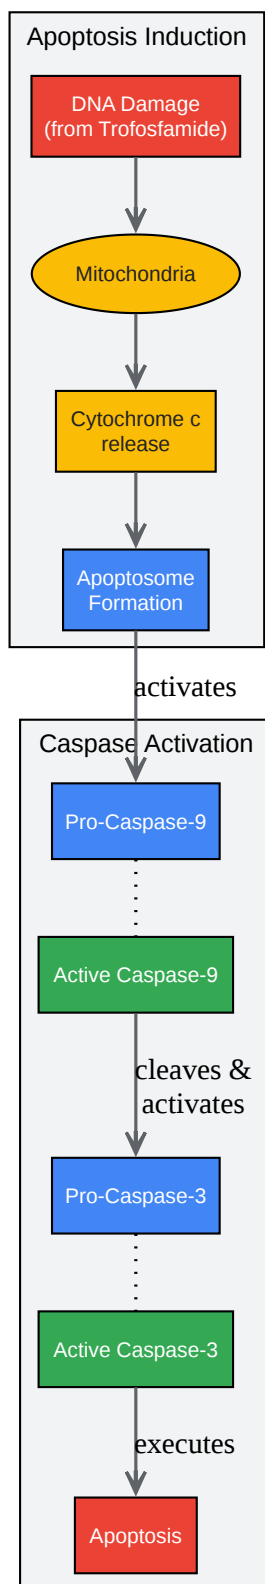 Apoptosis Induction
DNA Damage
(from Trofosfamide)
Mitochondria
Cytochrome c
release
Apoptosome
Formation
activates
Caspase Activation
Pro-Caspase-9
Active Caspase-9
cleaves &
activates
Pro-Caspase-3
Active Caspase-3
executes
Apoptosis